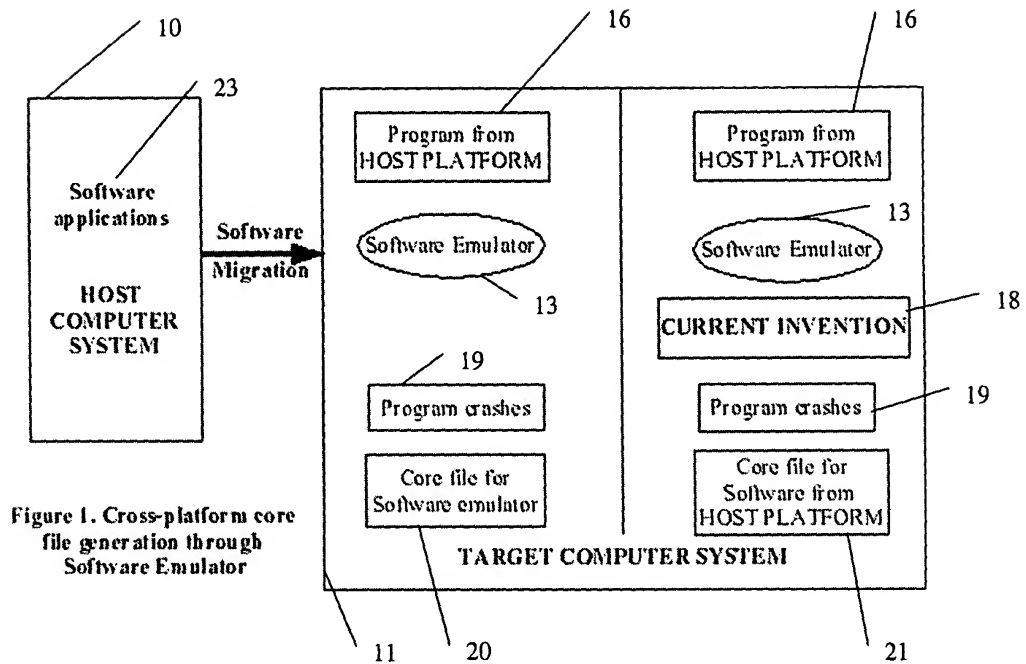 10
23
Software
applications
HOST
COMPUTER
SYSTEM
Software
Migration
16
Program from
HOST PLATFORM
Software Emulator
13
19
Program crashes
Core file for
Software emulator
16
Program from
HOST PLATFORM
13
Software Emulator
CURRENT INVENTION
18
Program crashes
19
Core file for
Software from
HOST PLATFORM
TARGET COMPUTER SYSTEM
Figure 1. Cross-platform core
file generation through
Software Emulator
11
20
21